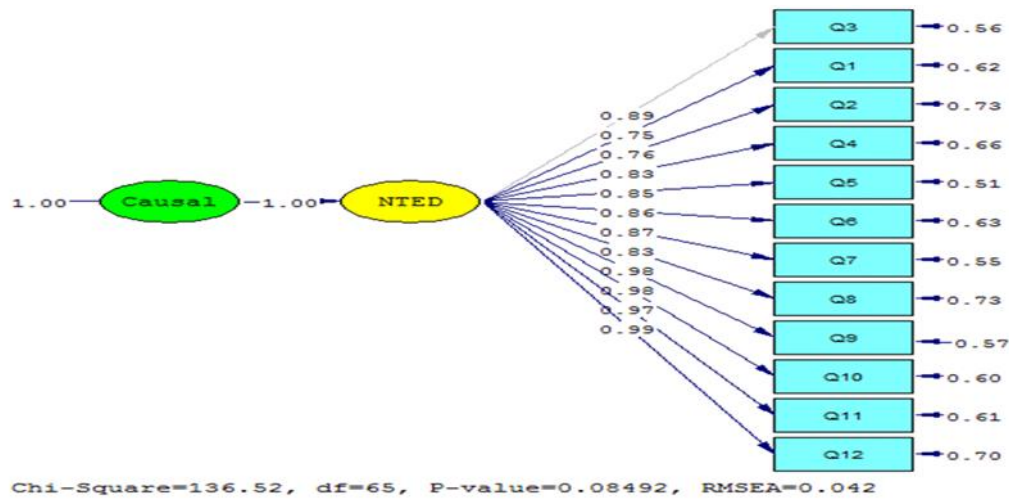 Q3 0.56
Q1 0.62
Q2 0.73
0.89
0.75
Q4 0.66
0.76
0.83
Q5 0.51
1.00 Causal 1.00 NTED
0.85
0.86
Q6 0.63
0.87
0.83
Q7 0.55
0.98
0.98
Q8 0.73
0.97
0.99
Q9 0.57
Q10 0.60
Q11 0.61
Q12 0.70
Chi-Square=136.52, df=65, P-value=0.08492, RMSEA=0.042